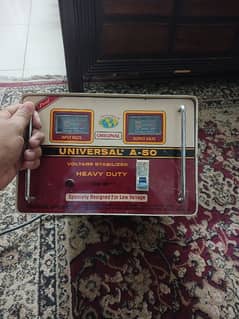 ORIGINAL
INPUT VOLTS
OUTPUT VOLTS
UNIVERSAL A-50
VOLTAGE STABILIZER
HEAVY DUTY
Specially Designed For Low Voltage